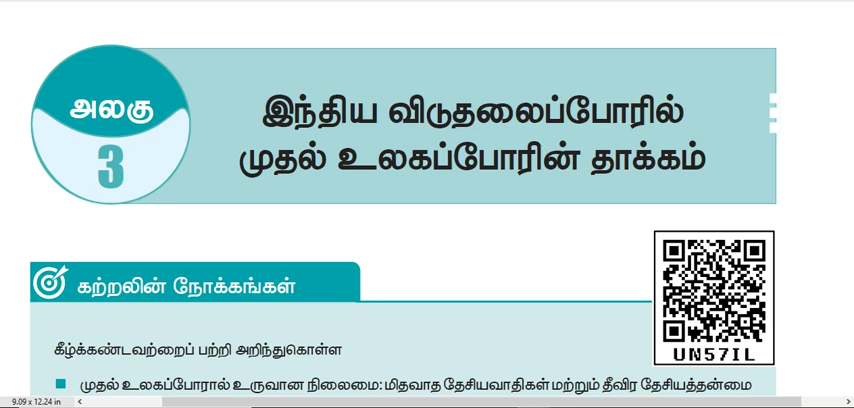 அலகு
3
இந்திய விடுதலைப்போரில்
முதல் உலகப்போரின் தாக்கம்
UN57IL
கற்றலின் நோக்கங்கள்
கீழ்க்கண்டவற்றைப் பற்றி அறிந்துகொள்ள
முதல் உலகப்போரால் உருவான நிலைமை: மிதவாத தேசியவாதிகள் மற்றும் தீவிர தேசியத்தன்மை
9.09 x 12.24 in